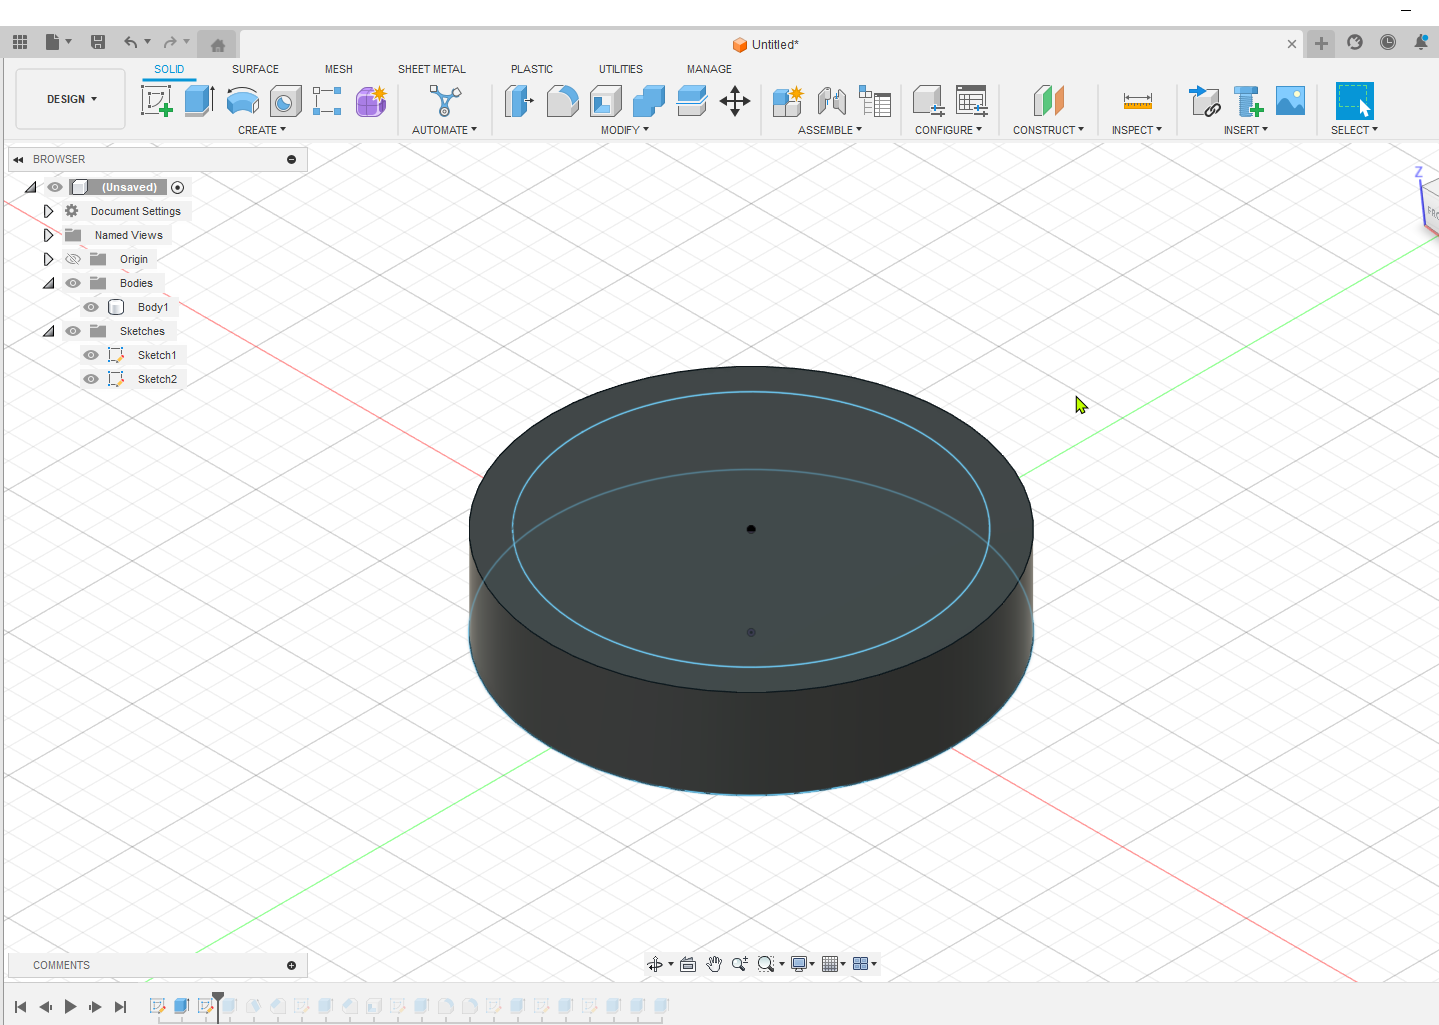 Untitled*
SOLID SURFACE MESH SHEET METAL PLASTIC UTILITIES MANAGE
DESIGN
CREATE AUTOMATE MODIFY ASSEMBLE CONFIGURE CONSTRUCT INSPECT INSERT SELECT
BROWSER
(Unsaved)
Document Settings
Named Views
Origin
Bodies
Body1
Sketches
Sketch1
Sketch2
Z
COMMENTS